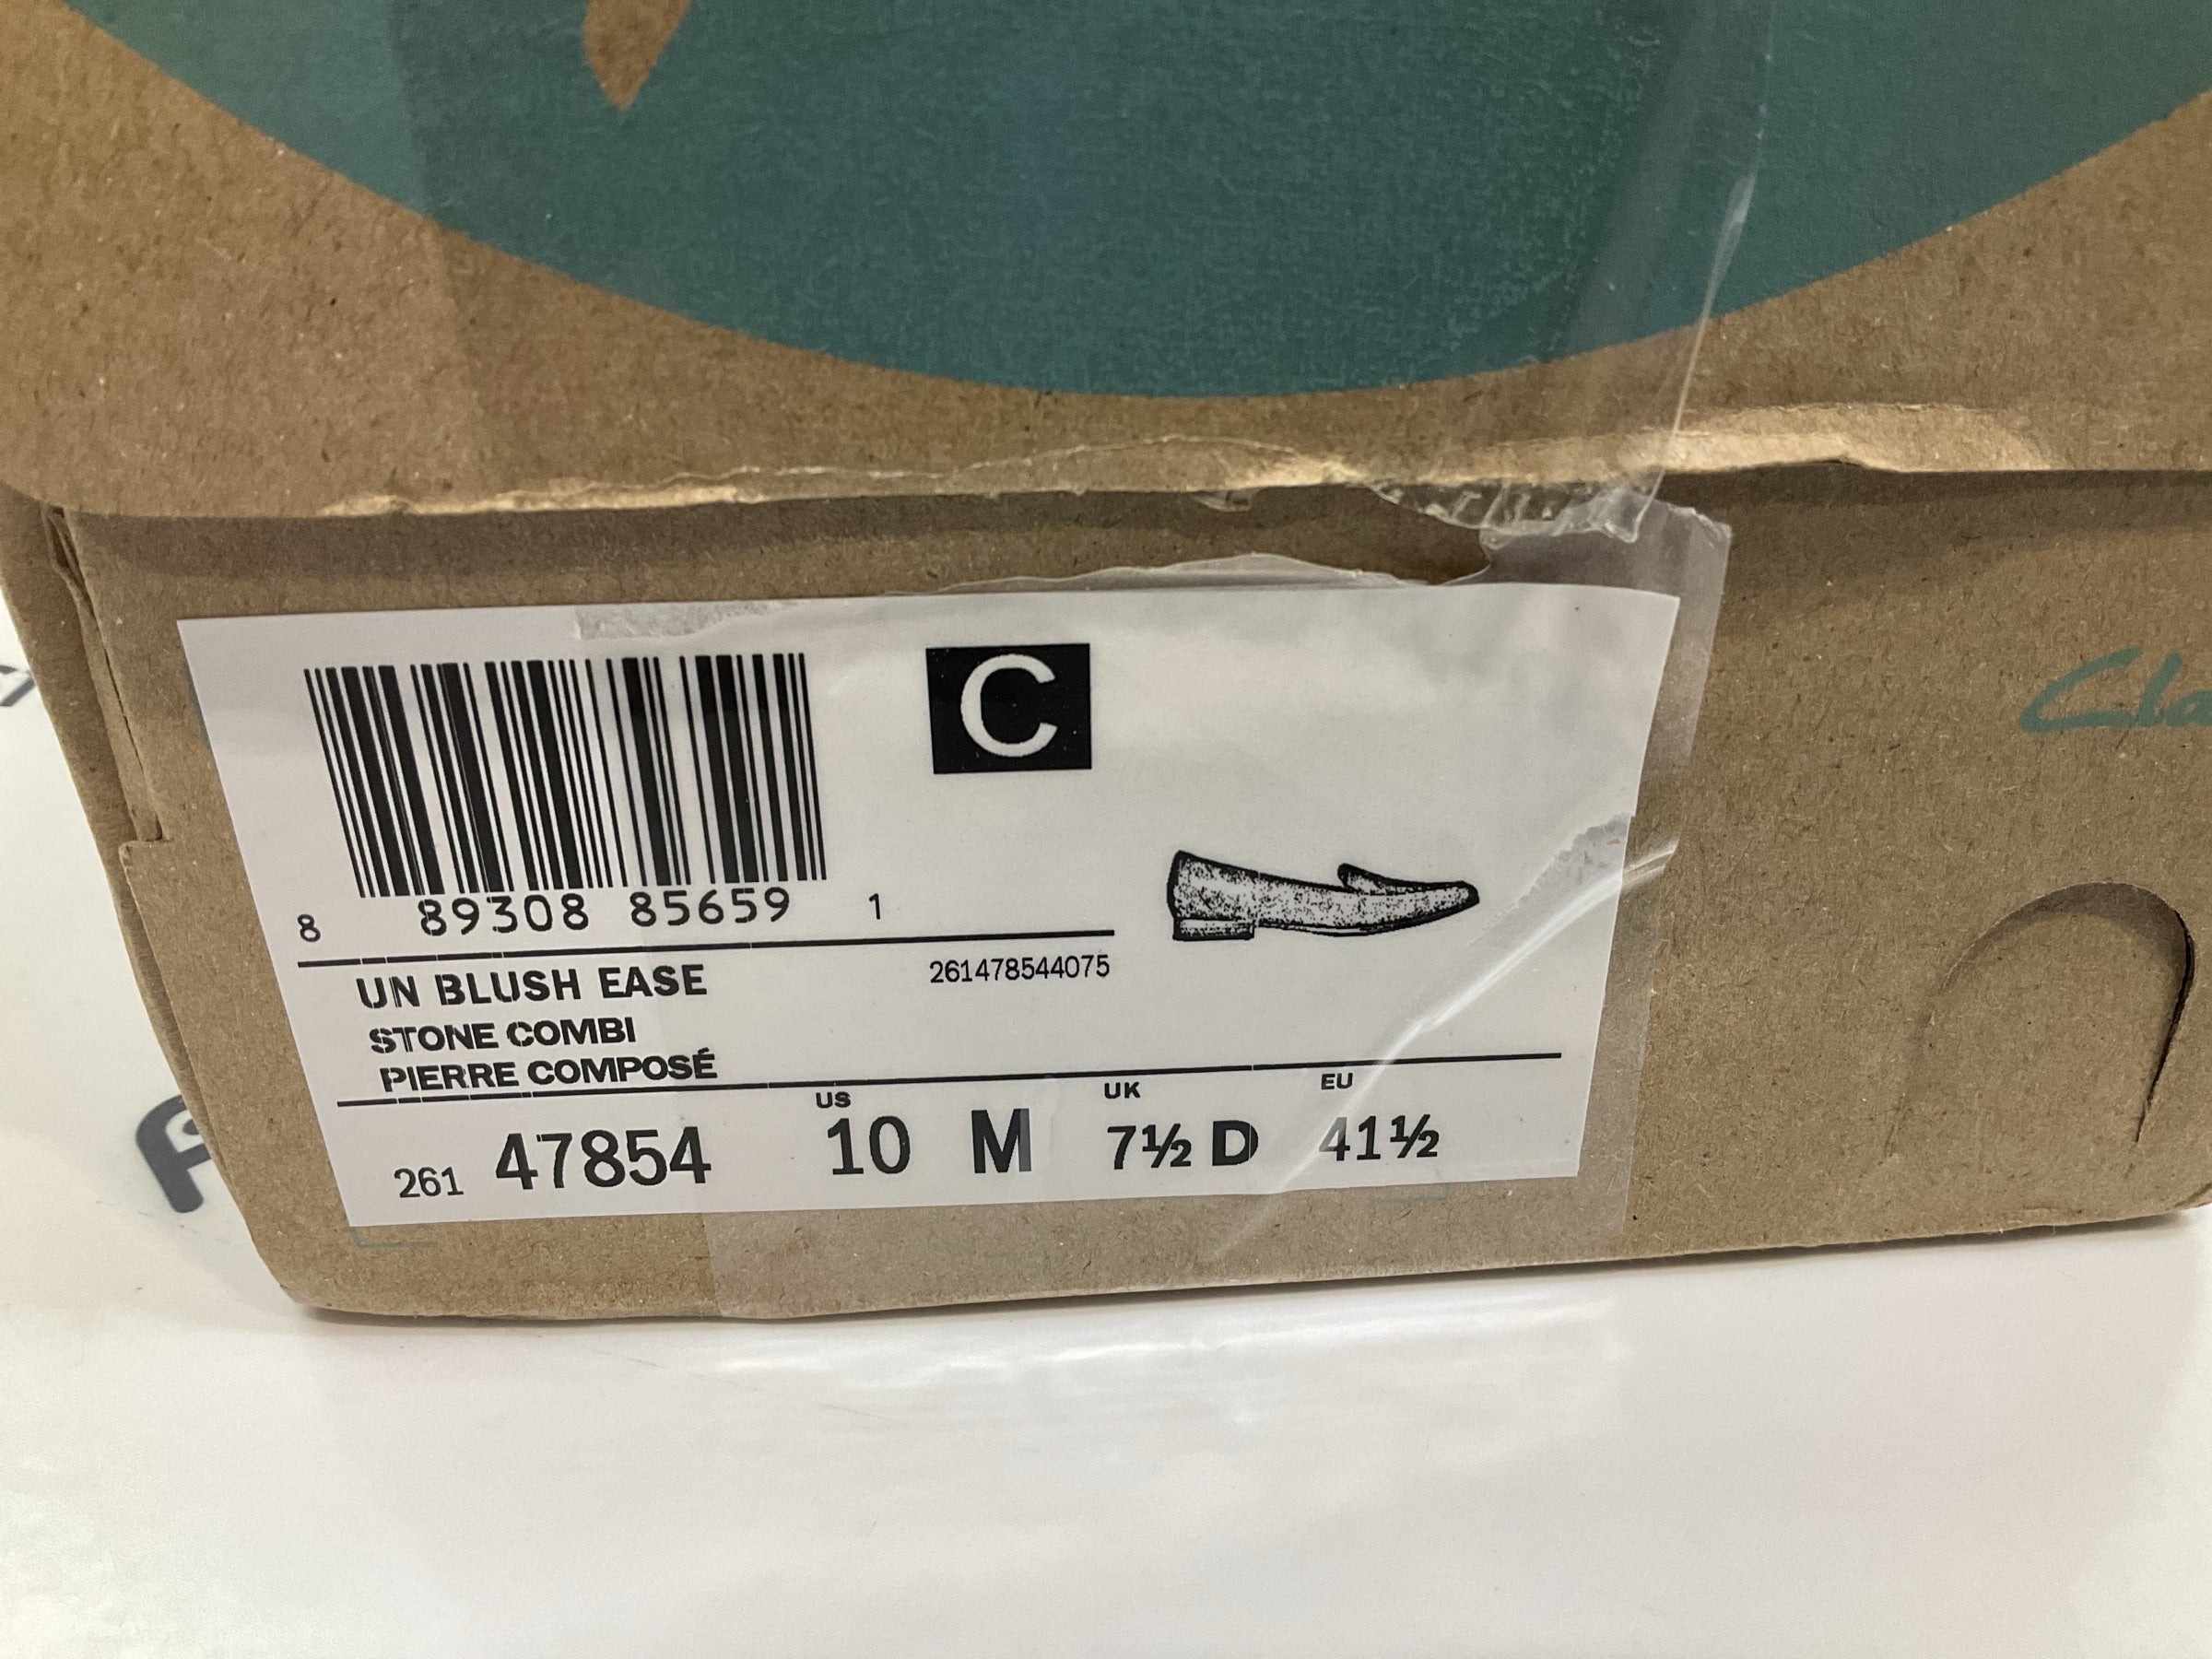 C
8 89308 85659 1
UN BLUSH EASE 261478544075
STONE COMBI
PIERRE COMPOSÉ
US UK EU
261 47854 10 M 7½ D 41½